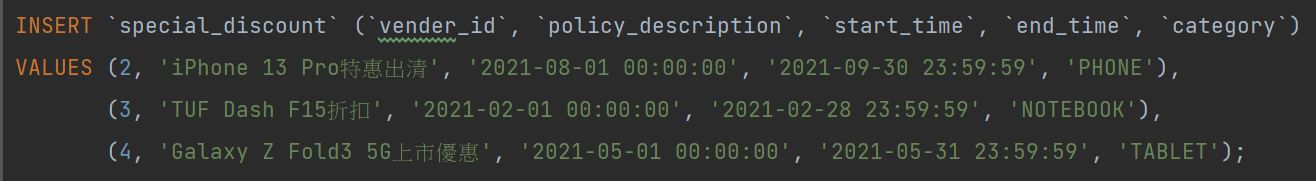 INSERT `special_discount` (`vender_id`, `policy_description`, `start_time`, `end_time`, `category`)
VALUES (2, 'iPhone 13 Pro特惠出清', '2021-08-01 00:00:00', '2021-09-30 23:59:59', 'PHONE'),
(3, 'TUF Dash F15折扣', '2021-02-01 00:00:00', '2021-02-28 23:59:59', 'NOTEBOOK'),
(4, 'Galaxy Z Fold3 5G上市優惠', '2021-05-01 00:00:00', '2021-05-31 23:59:59', 'TABLET');